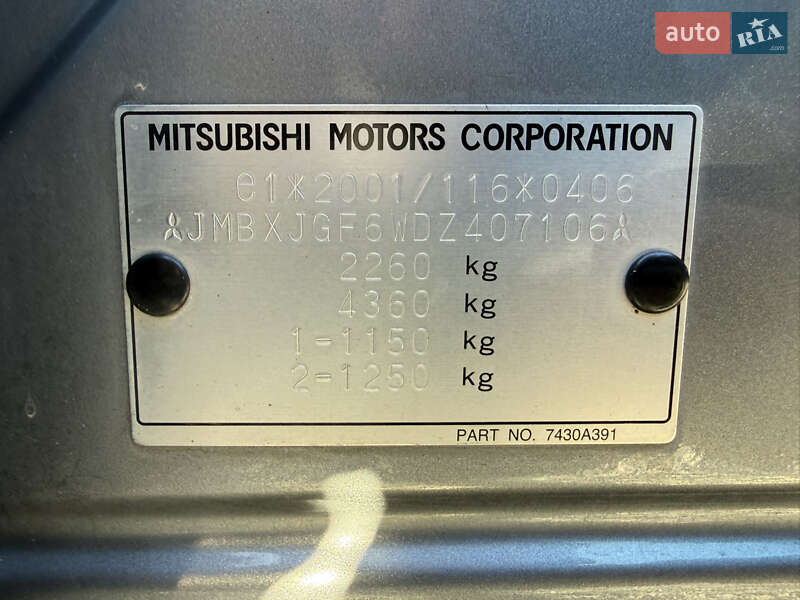 auto RIA.com
MITSUBISHI MOTORS CORPORATION
e1*2001/116*0406
JMBXJGF6WDZ407106
2260 kg
4360 kg
1-1150 kg
2=1250 kg
PART NO. 7430A391